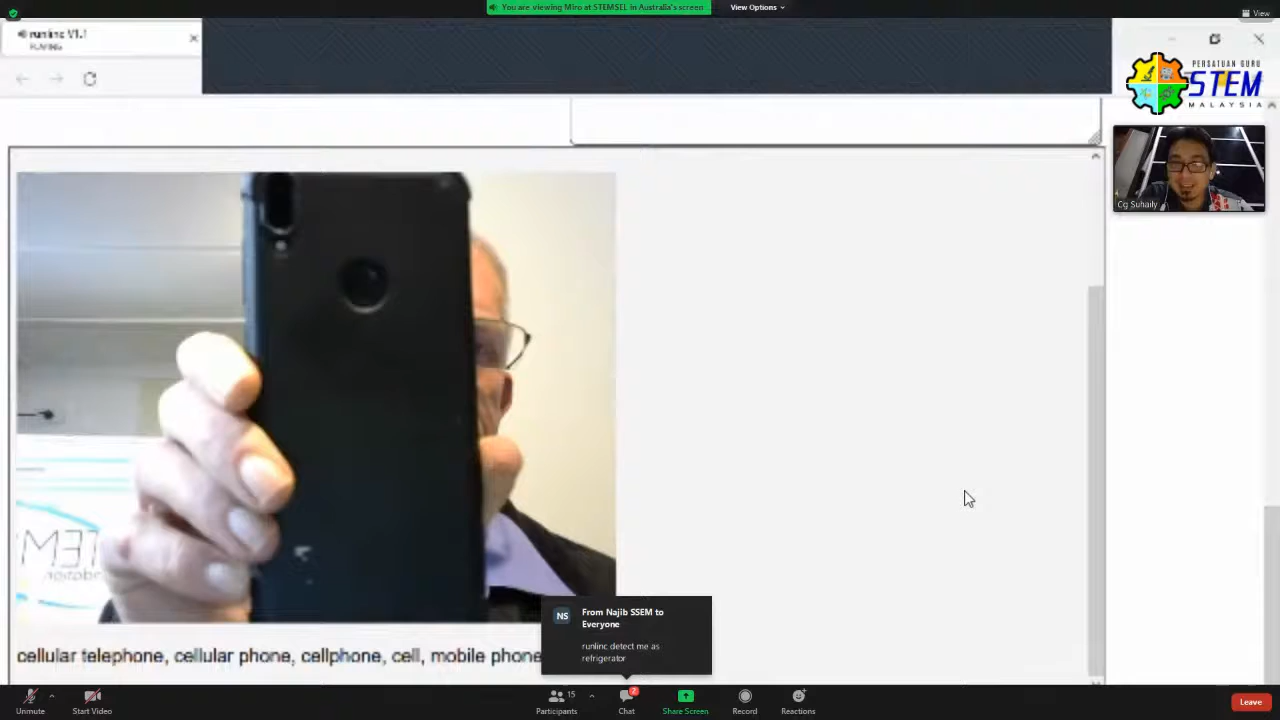 You are viewing Miro at STEMSEL in Australia's screen
View Options
View
runlinc V1.1
PLAYING
PERSATUAN GURU
STEM
MALAYSIA
Cg Suhaily
cellular telephone, cellular phone, cellphone, cell, mobile phone
NS
From Najib SSEM to
Everyone
runlinc detect me as
refrigerator
Unmute
Start Video
15
Participants
2
Chat
Share Screen
Record
Reactions
Leave